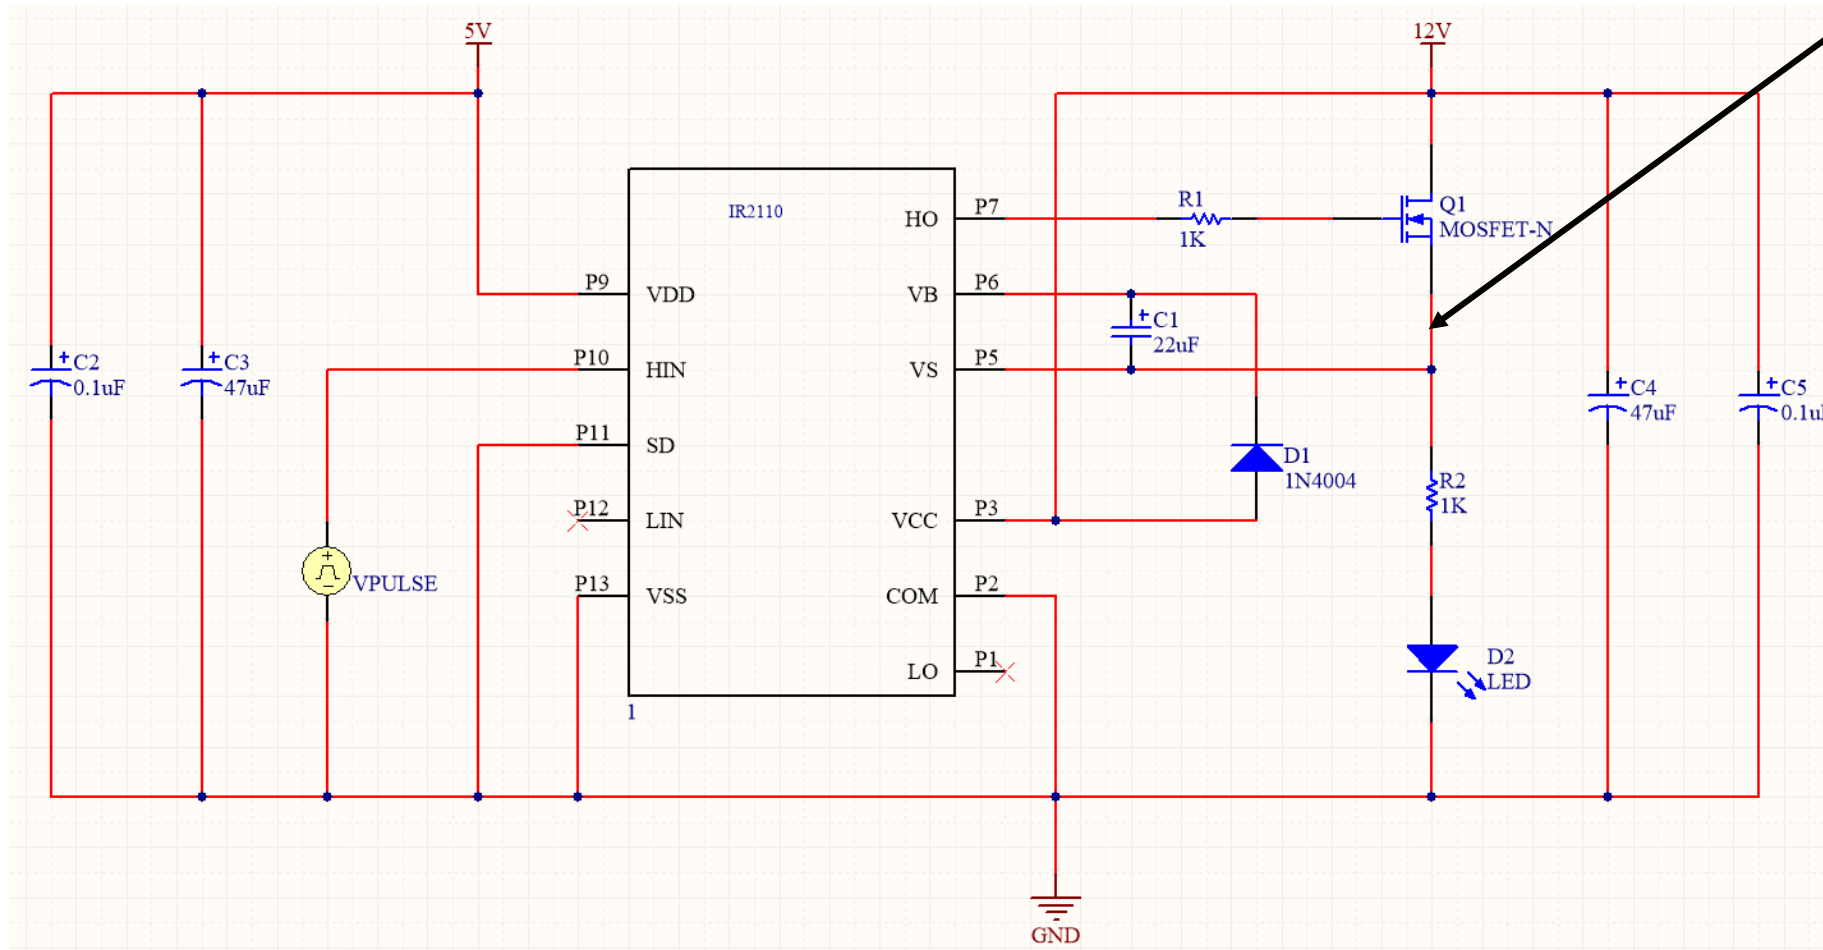 5V
12V
IR2110
HO
P7
R1
1K
Q1
MOSFET-N
P9
VDD
VB
P6
+
C1
22uF
+
C2
0.1uF
+
C3
47uF
P10
HIN
VS
P5
+
C4
47uF
+
C5
P11
SD
D1
1N4004
R2
1K
P12
LIN
VCC
P3
+
VPULSE
P13
VSS
COM
P2
LO
P1
D2
LED
1
GND